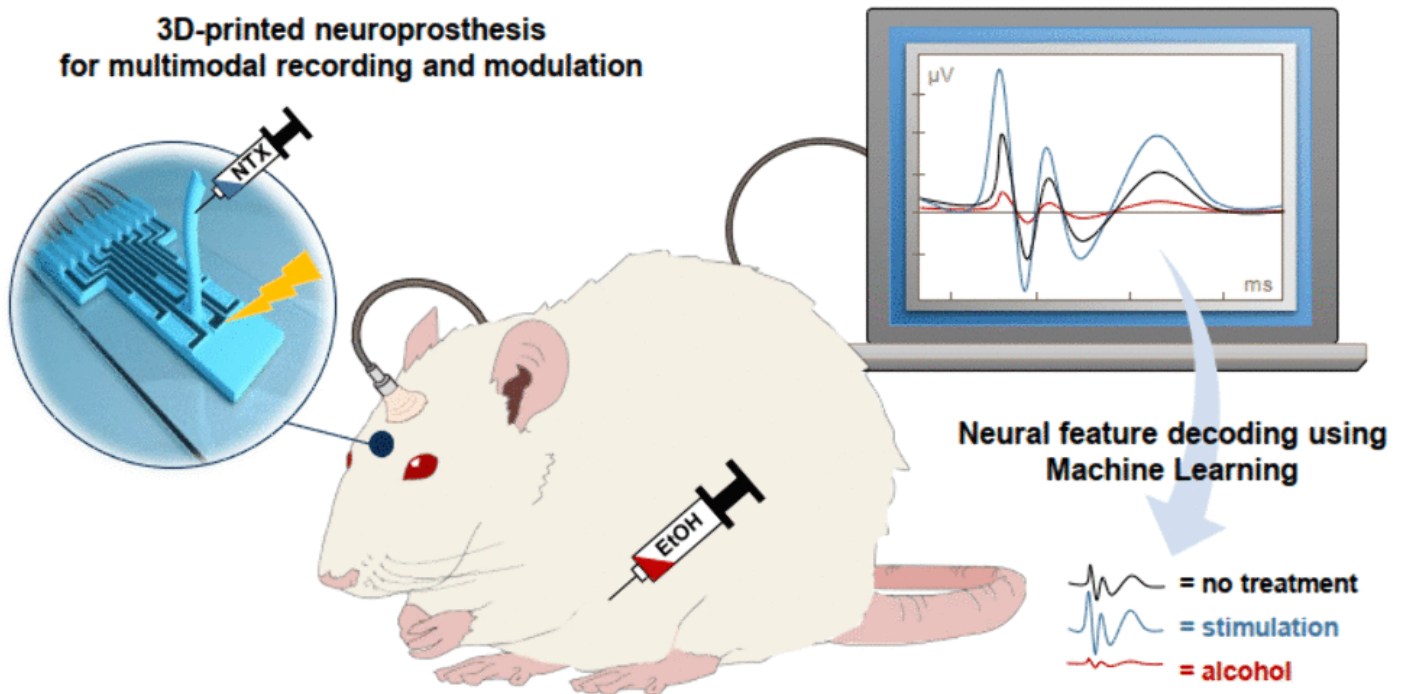 3D-printed neuroprosthesis
for multimodal recording and modulation
NTX
µV
ms
EtOH
Neural feature decoding using
Machine Learning
= no treatment
= stimulation
= alcohol